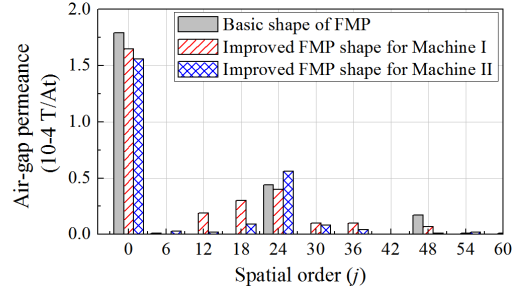 2.0
1.5
1.0
0.5
0.0
Air-gap permeance
(10-4 T/At)
Basic shape of FMP
Improved FMP shape for Machine I
Improved FMP shape for Machine II
0 6 12 18 24 30 36 42 48 54 60
Spatial order (j)